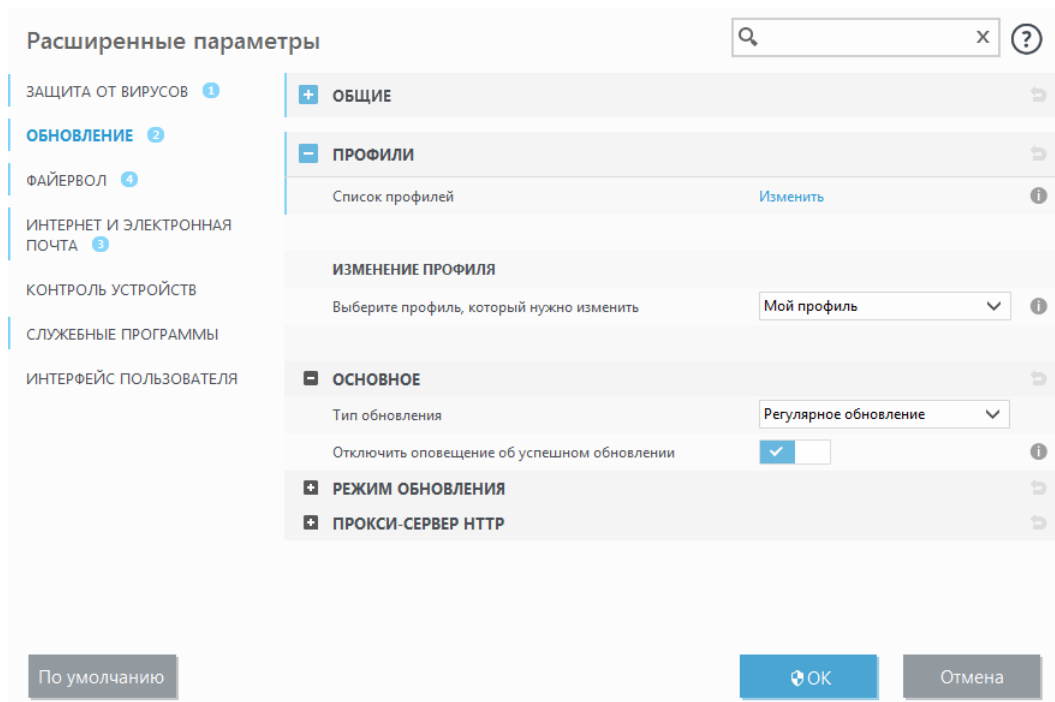 Расширенные параметры
x
?
ЗАЩИТА ОТ ВИРУСОВ 1
ОБНОВЛЕНИЕ 2
ФАЙЕРВОЛ 4
ИНТЕРНЕТ И ЭЛЕКТРОННАЯ
ПОЧТА 3
КОНТРОЛЬ УСТРОЙСТВ
СЛУЖЕБНЫЕ ПРОГРАММЫ
ИНТЕРФЕЙС ПОЛЬЗОВАТЕЛЯ
ОБЩИЕ
ПРОФИЛИ
Список профилей Изменить
ИЗМЕНЕНИЕ ПРОФИЛЯ
Выберите профиль, который нужно изменить Мой профиль
ОСНОВНОЕ
Тип обновления Регулярное обновление
Отключить оповещение об успешном обновлении
РЕЖИМ ОБНОВЛЕНИЯ
ПРОКСИ-СЕРВЕР HTTP
По умолчанию OK Отмена